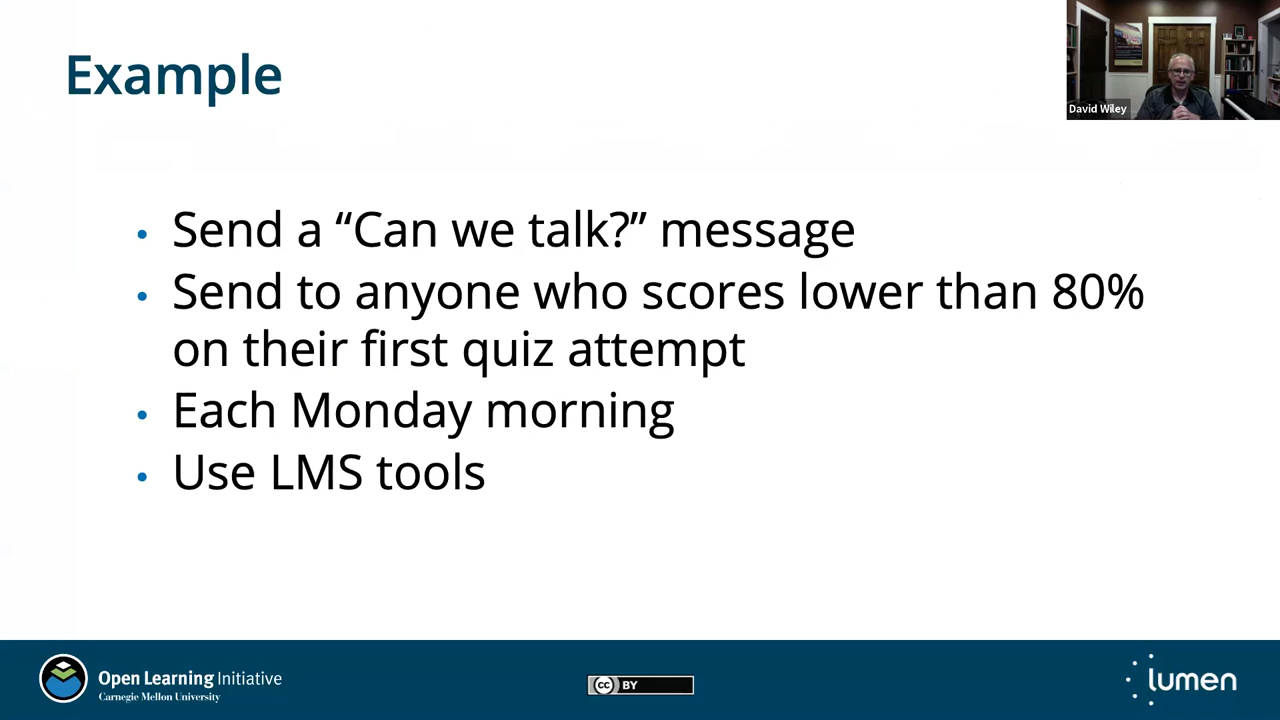 Example
David Wiley
• Send a “Can we talk?” message
• Send to anyone who scores lower than 80%
on their first quiz attempt
• Each Monday morning
• Use LMS tools
Open Learning Initiative
Carnegie Mellon University
cc BY
lumen